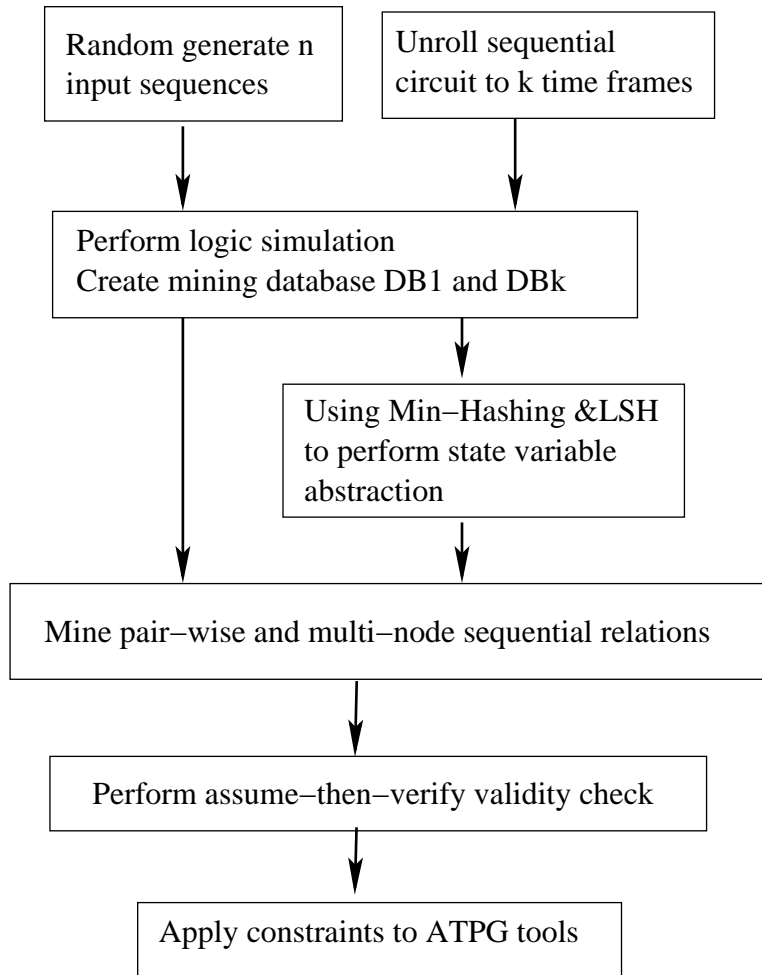 Random generate n
input sequences
Unroll sequential
circuit to k time frames
Perform logic simulation
Create mining database DB1 and DBk
Using Min−Hashing &LSH
to perform state variable
abstraction
Mine pair−wise and multi−node sequential relations
Perform assume−then−verify validity check
Apply constraints to ATPG tools